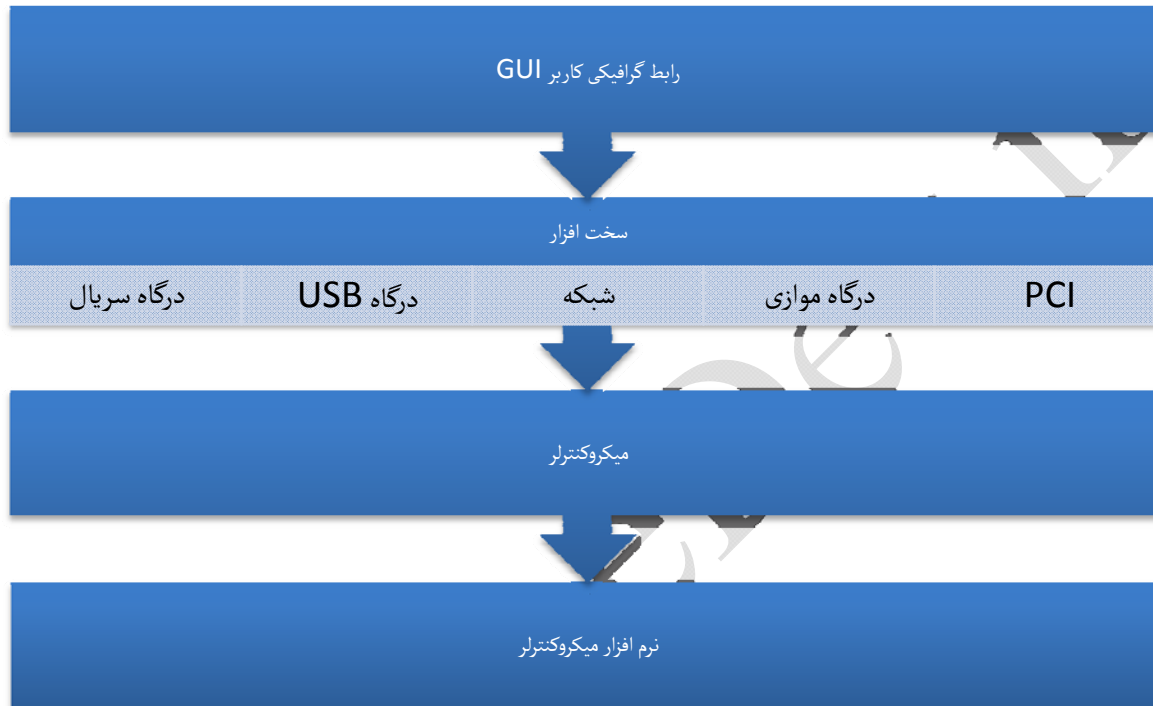 رابط گرافیکی کاربر GUI
سخت افزار
PCI
درگاه موازی
شبکه
درگاه USB
درگاه سریال
میکروکنترلر
نرم افزار میکروکنترلر